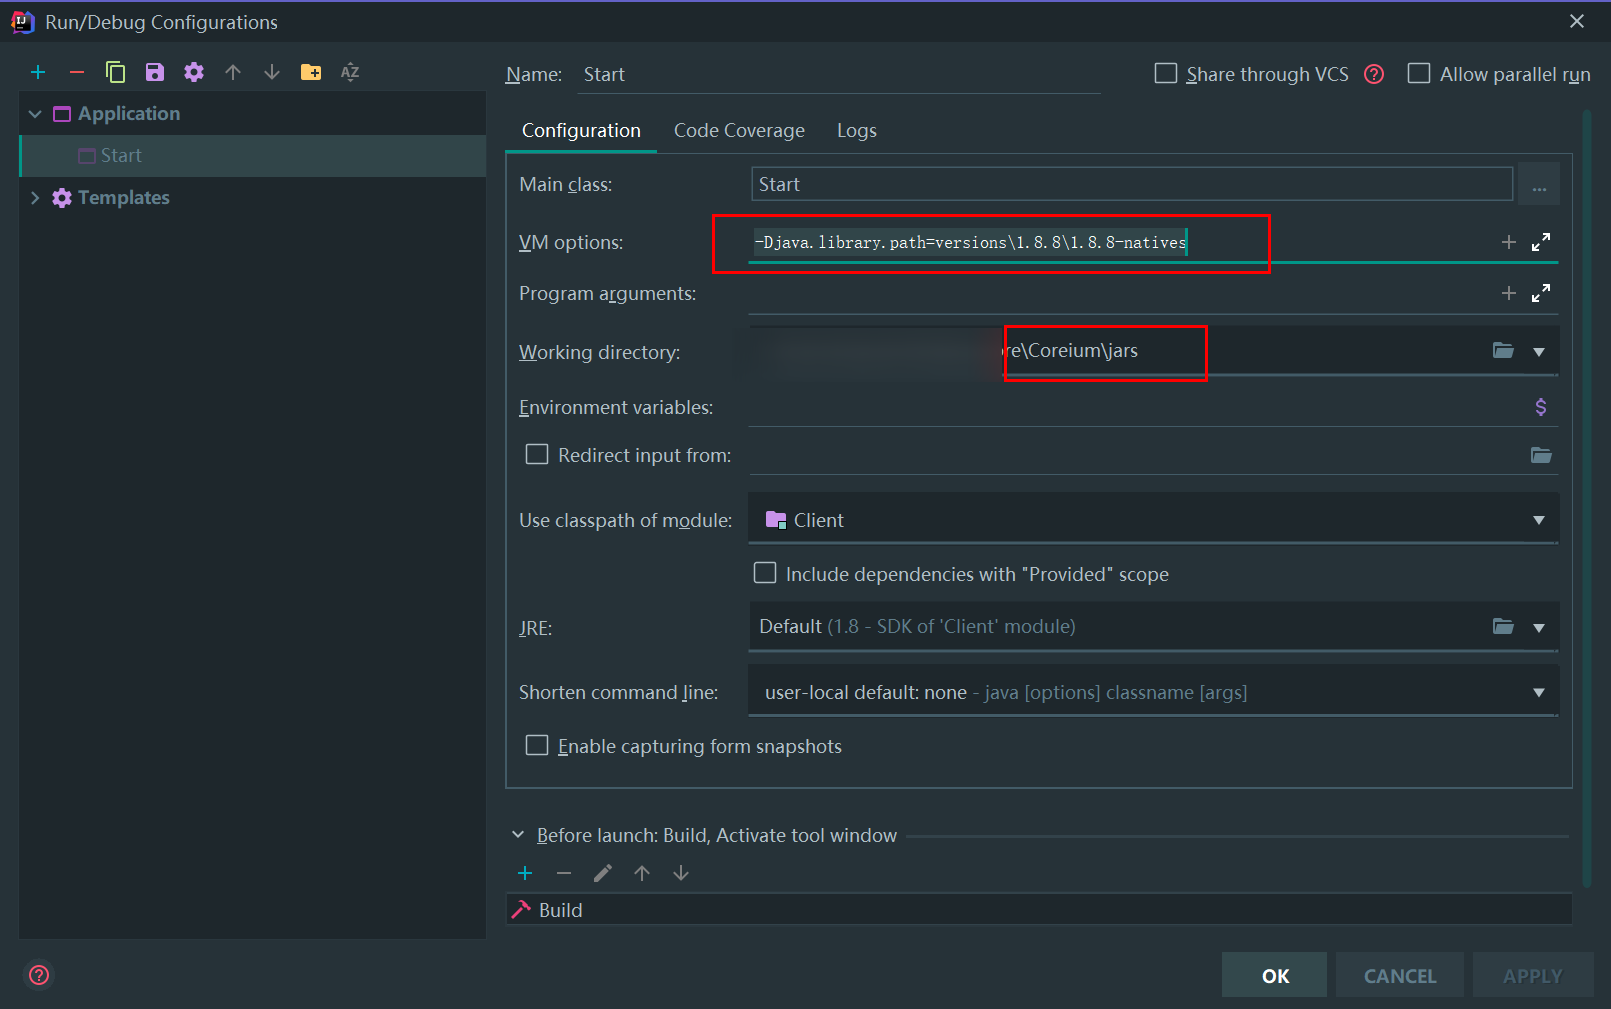 Run/Debug Configurations
Name: Start
Share through VCS
Allow parallel run
Application
Start
Templates
Configuration Code Coverage Logs
Main class: Start ...
VM options: -Djava.library.path=versions\1.8.8\1.8.8-natives
Program arguments:
Working directory: re\Coreium\jars
Environment variables:
Redirect input from:
Use classpath of module: Client
Include dependencies with "Provided" scope
JRE: Default (1.8 - SDK of 'Client' module)
Shorten command line: user-local default: none - java [options] classname [args]
Enable capturing form snapshots
Before launch: Build, Activate tool window
Build
OK CANCEL APPLY